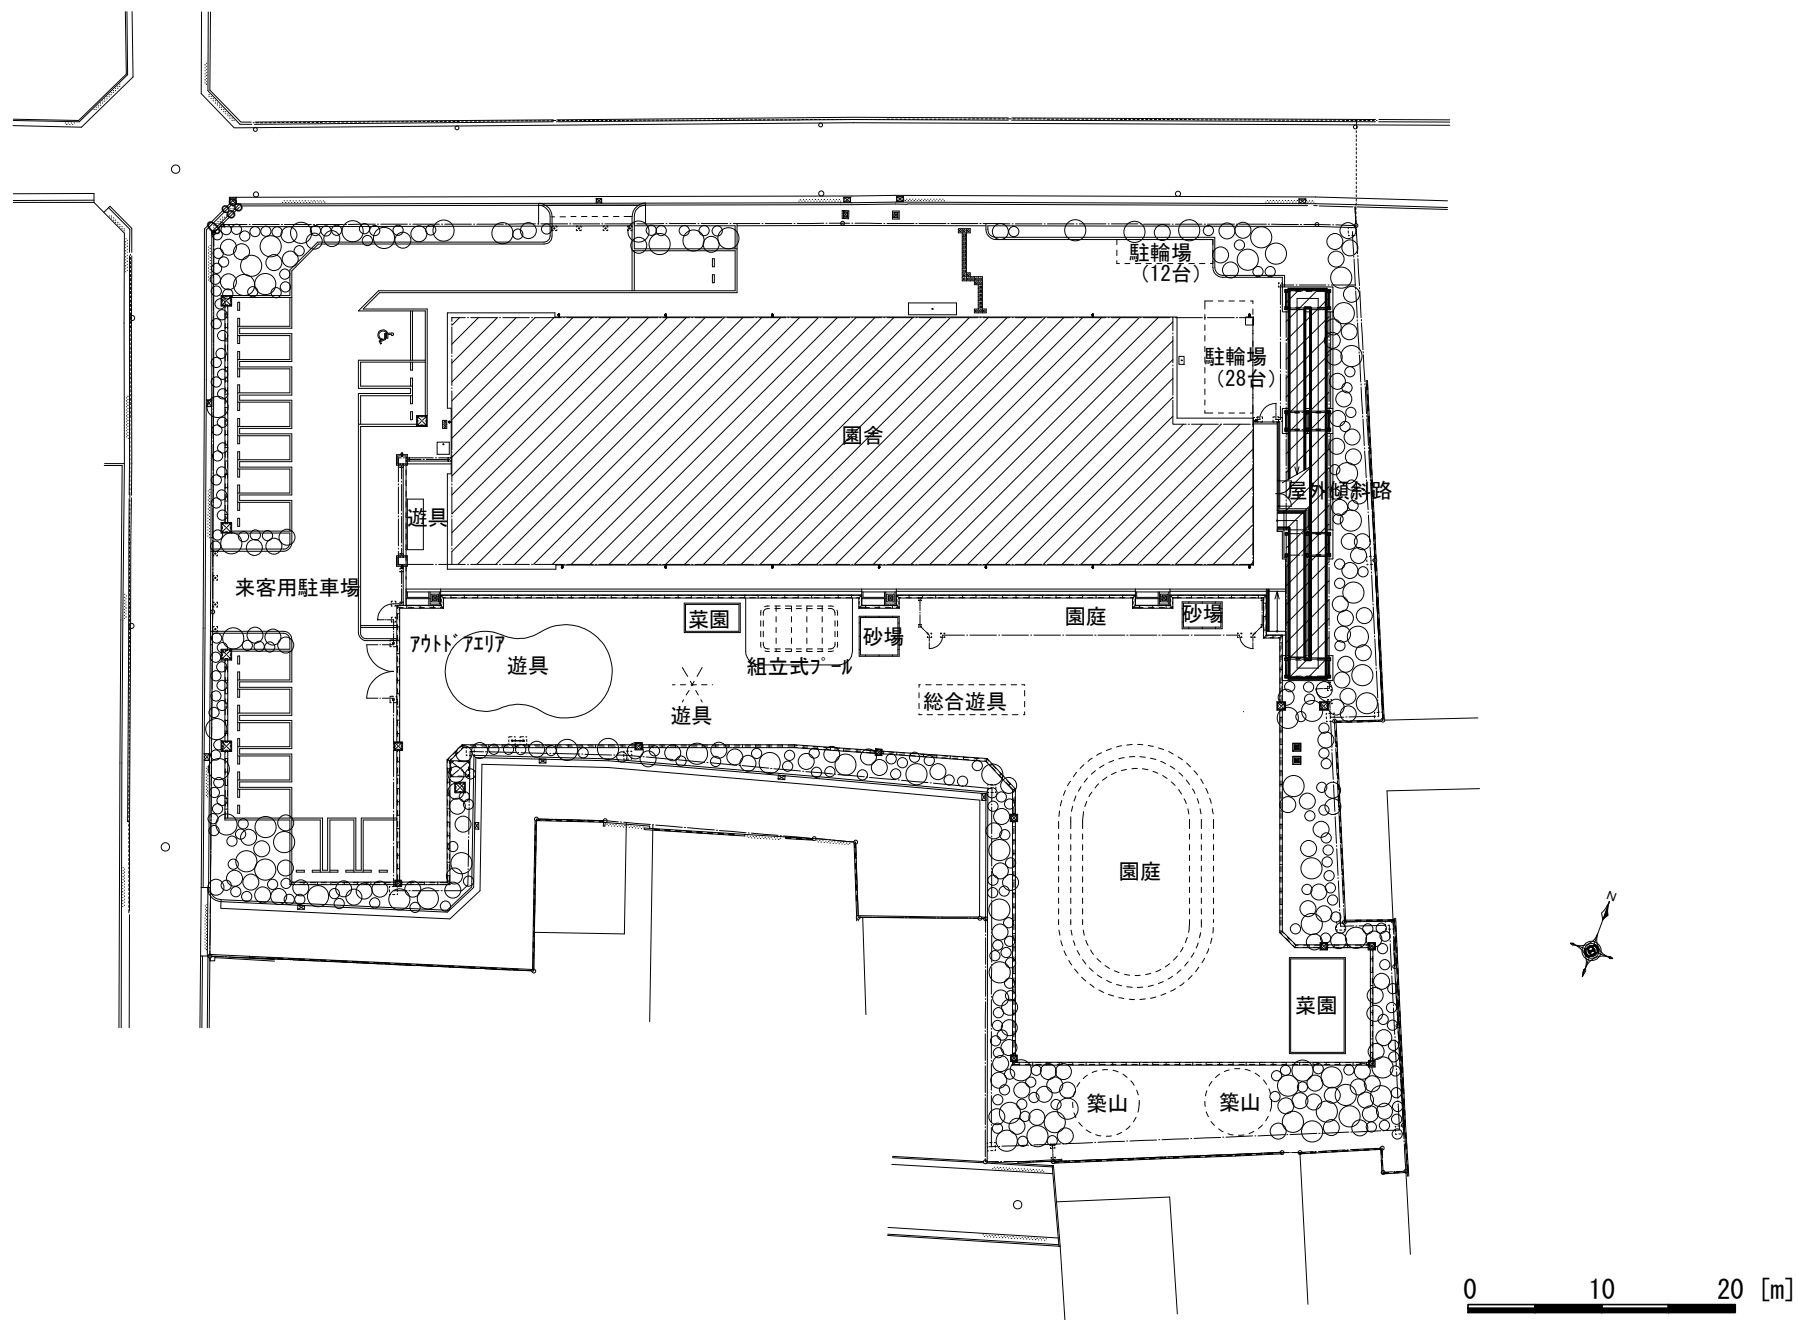 駐輪場
（12台）
駐輪場
（28台）
園舎
屋外傾斜路
遊具
来客用駐車場
菜園
砂場
園庭
砂場
ｱｳﾄﾄﾞｱｴﾘｱ
遊具
組立式ﾌﾟｰﾙ
遊具
総合遊具
園庭
N
菜園
築山
築山
0 10 20 [m]